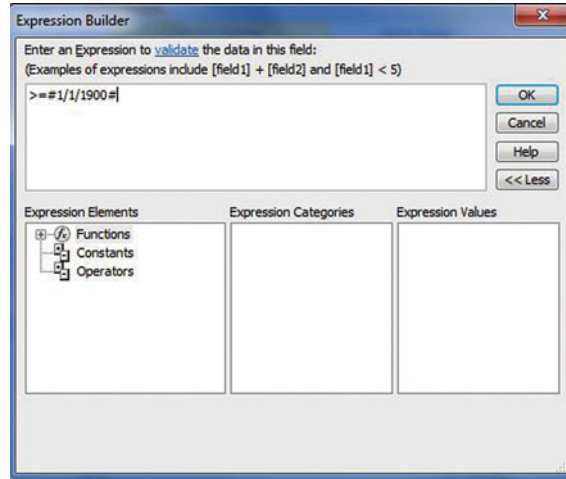 Expression Builder
Enter an Expression to validate the data in this field:
(Examples of expressions include [field1] + [field2] and [field1] < 5)
>=#1/1/1900#
OK
Cancel
Help
<< Less
Expression Elements
Expression Categories
Expression Values
Functions
Constants
Operators